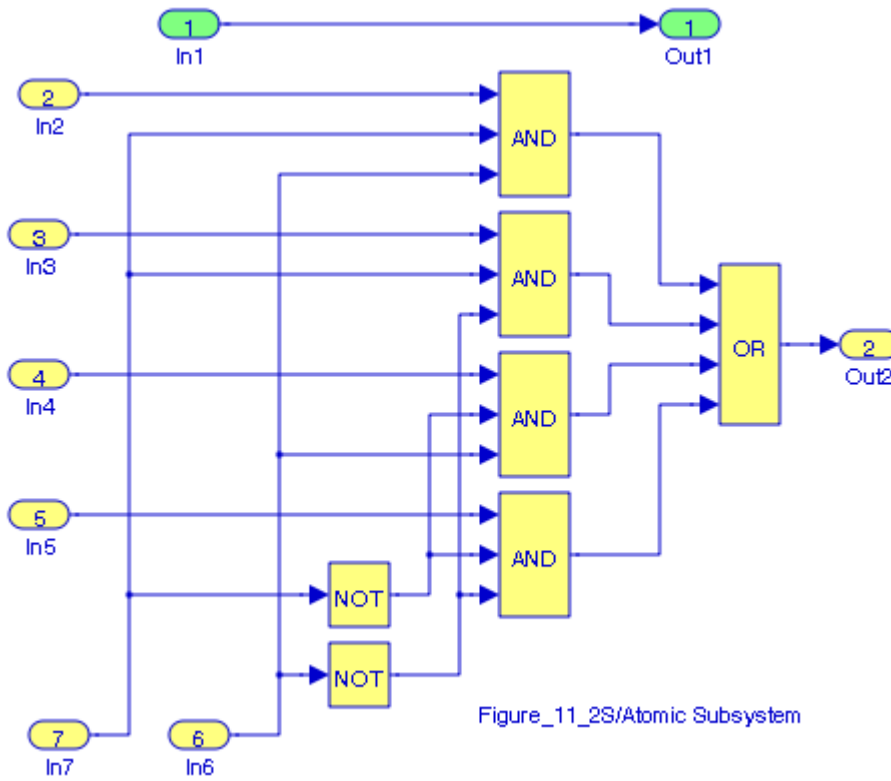 1
1
In1
Out1
2
In2
AND
3
In3
AND
4
In4
AND
OR
2
Out2
5
In5
AND
NOT
NOT
Figure_11_2S/Atomic Subsystem
7
In7
6
In6